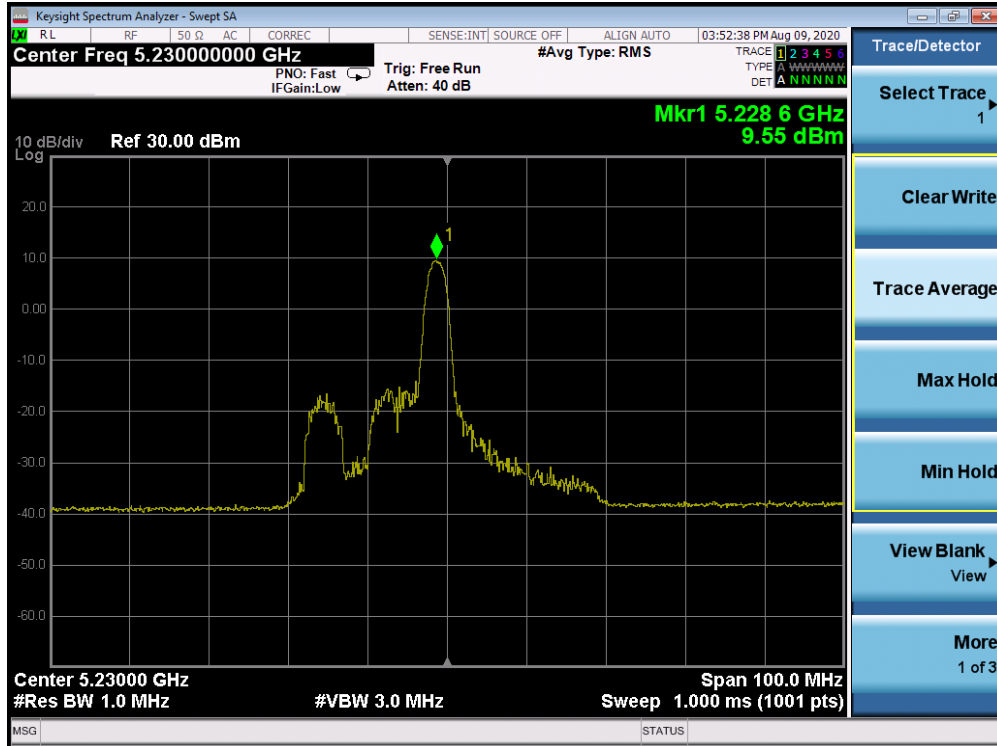 Keysight Spectrum Analyzer - Swept SA
LXI RL RF 50 Ω AC CORREC SENSE:INT SOURCE OFF ALIGN AUTO 03:52:38 PM Aug 09, 2020
Center Freq 5.230000000 GHz #Avg Type: RMS TRACE 1 2 3 4 5 6
PNO: Fast Trig: Free Run TYPE A WWWWW
IFGain:Low Atten: 40 dB DET A N N N N N
Mkr1 5.228 6 GHz
9.55 dBm
10 dB/div Ref 30.00 dBm
Log
1
20.0
10.0
0.00
-10.0
-20.0
-30.0
-40.0
-50.0
-60.0
Center 5.23000 GHz Span 100.0 MHz
#Res BW 1.0 MHz #VBW 3.0 MHz Sweep 1.000 ms (1001 pts)
MSG STATUS
Trace/Detector
Select Trace
1
Clear Write
Trace Average
Max Hold
Min Hold
View Blank
View
More
1 of 3